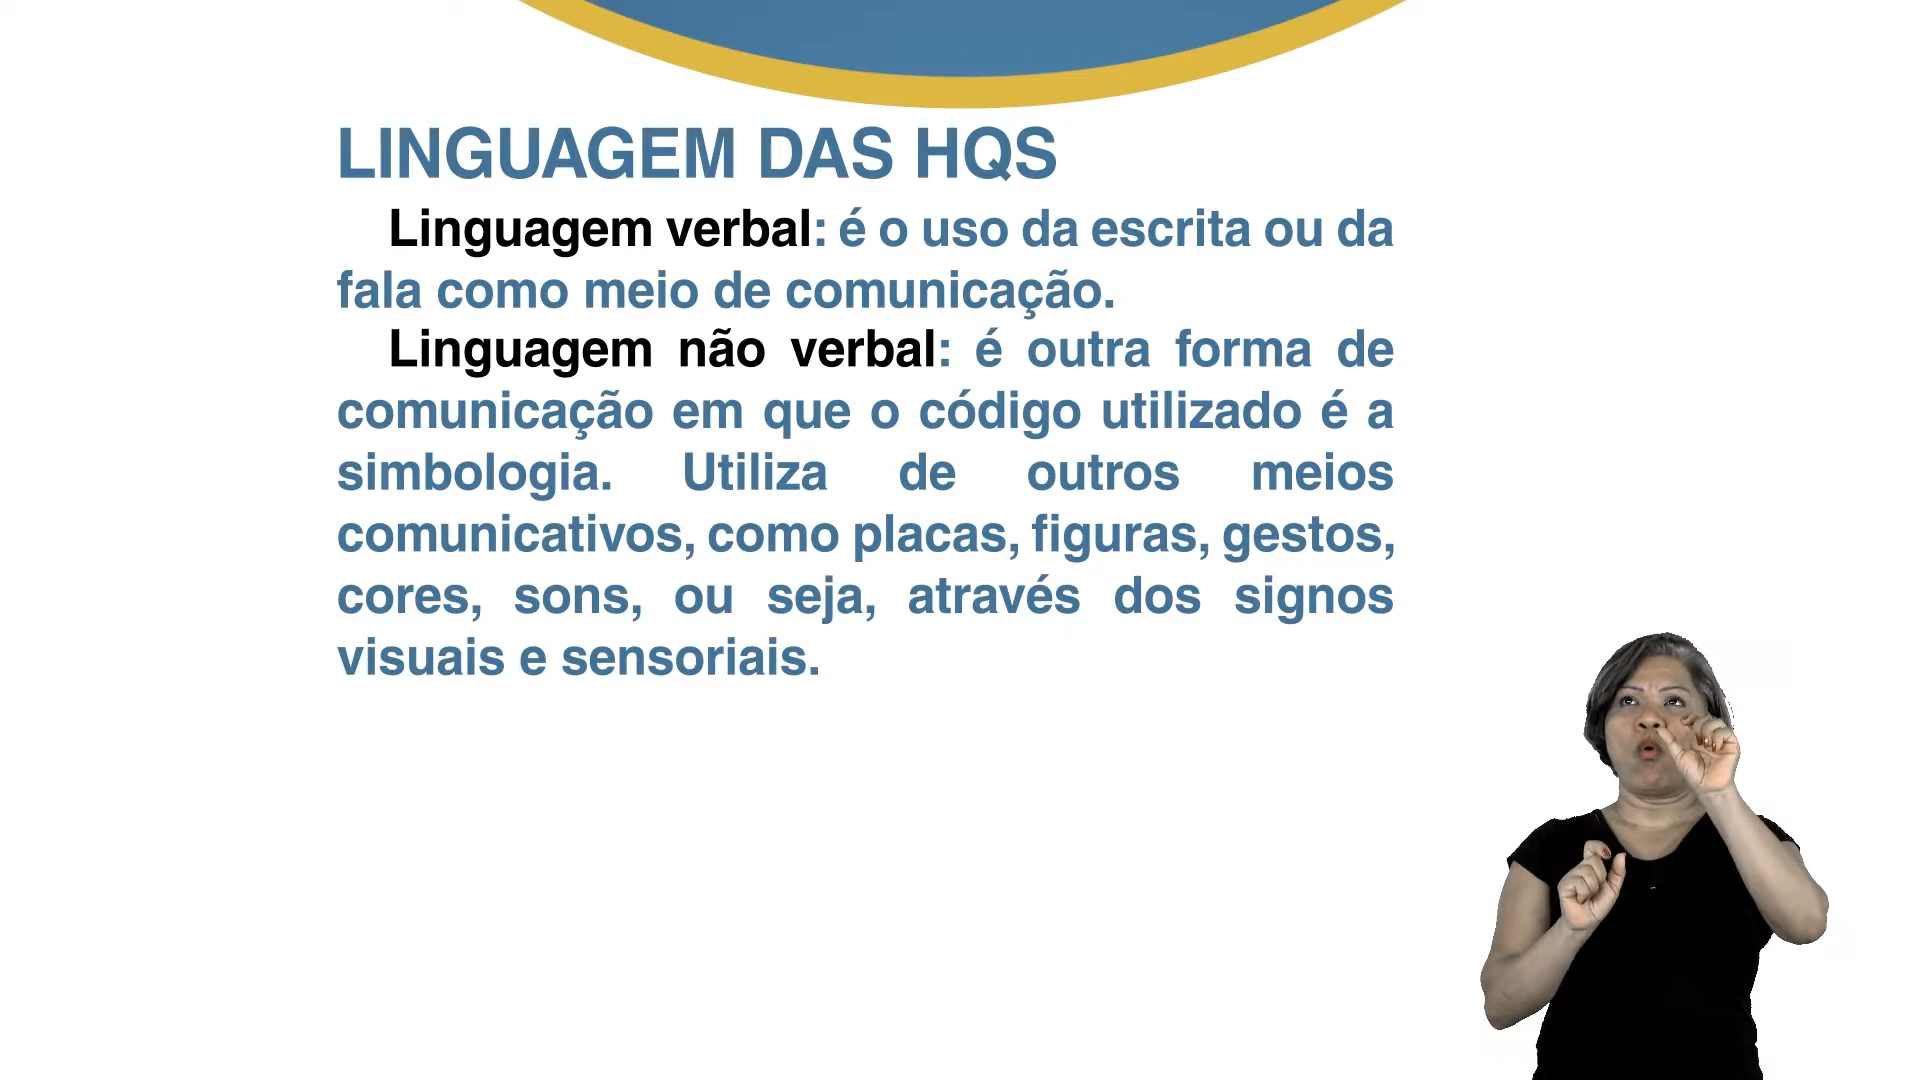 LINGUAGEM DAS HQS
Linguagem verbal: é o uso da escrita ou da
fala como meio de comunicação.
Linguagem não verbal: é outra forma de
comunicação em que o código utilizado é a
simbologia. Utiliza de outros meios
comunicativos, como placas, figuras, gestos,
cores, sons, ou seja, através dos signos
visuais e sensoriais.